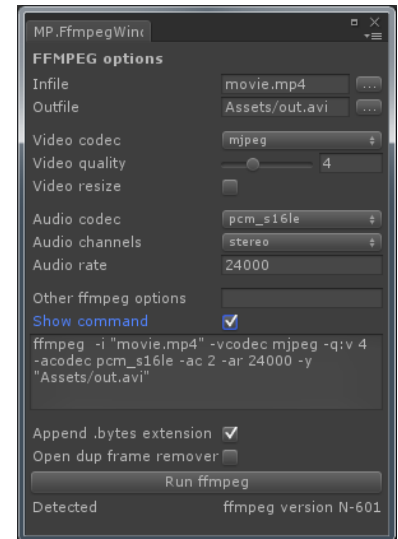 MP.FfmpegWin
FFMPEG options
Infile movie.mp4 ...
Outfile Assets/out.avi ...
Video codec mjpeg
Video quality 4
Video resize
Audio codec pcm_s16le
Audio channels stereo
Audio rate 24000
Other ffmpeg options
Show command
ffmpeg  -i "movie.mp4" -vcodec mjpeg -q:v 4
-acodec pcm_s16le -ac 2 -ar 24000 -y
"Assets/out.avi"
Append .bytes extension
Open dup frame remover
Run ffmpeg
Detected ffmpeg version N-601